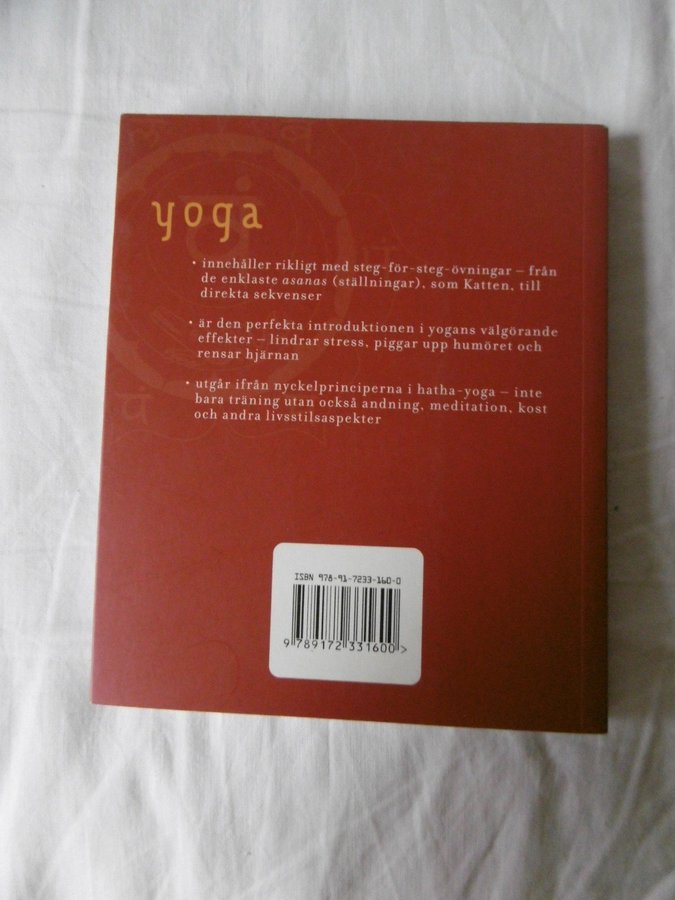 yoga
• innehåller rikligt med steg-för-steg-övningar – från
de enklaste asanas (ställningar), som Katten, till
direkta sekvenser
• är den perfekta introduktionen i yogans välgörande
effekter – lindrar stress, piggar upp humöret och
rensar hjärnan
• utgår ifrån nyckelprinciperna i hatha-yoga – inte
bara träning utan också andning, meditation, kost
och andra livsstilsaspekter
ISBN 978-91-7233-160-0
9 789172 331600 >